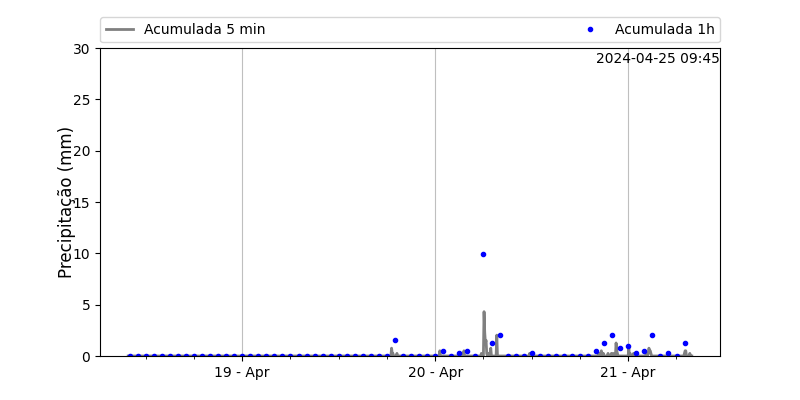 Acumulada 5 min
Acumulada 1h
2024-04-25 09:45
Precipitação (mm)
30
25
20
15
10
5
0
19 - Apr
20 - Apr
21 - Apr